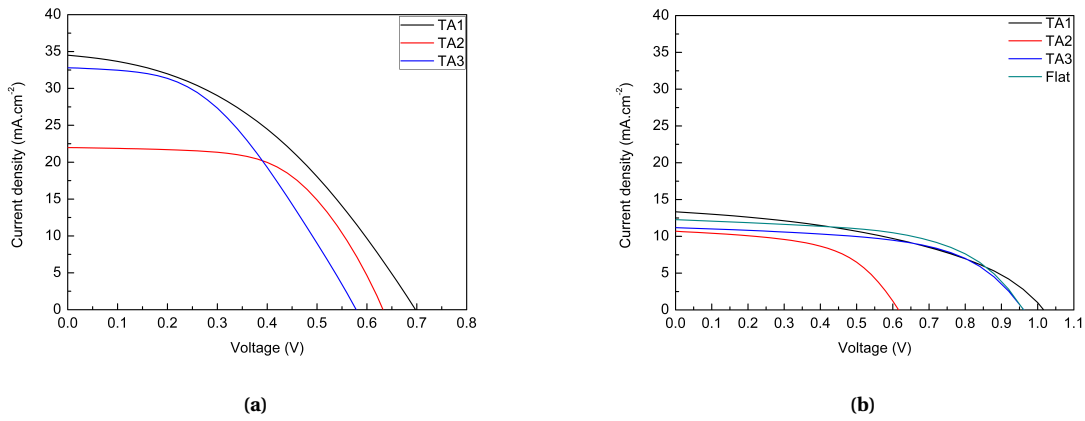 40
35
30
25
20
15
10
5
0
Current density (mA.cm-2)
TA1
TA2
TA3
0.0 0.1 0.2 0.3 0.4 0.5 0.6 0.7 0.8
Voltage (V)
(a)
40
35
30
25
20
15
10
5
0
Current density (mA.cm-2)
TA1
TA2
TA3
Flat
0.0 0.1 0.2 0.3 0.4 0.5 0.6 0.7 0.8 0.9 1.0 1.1
Voltage (V)
(b)